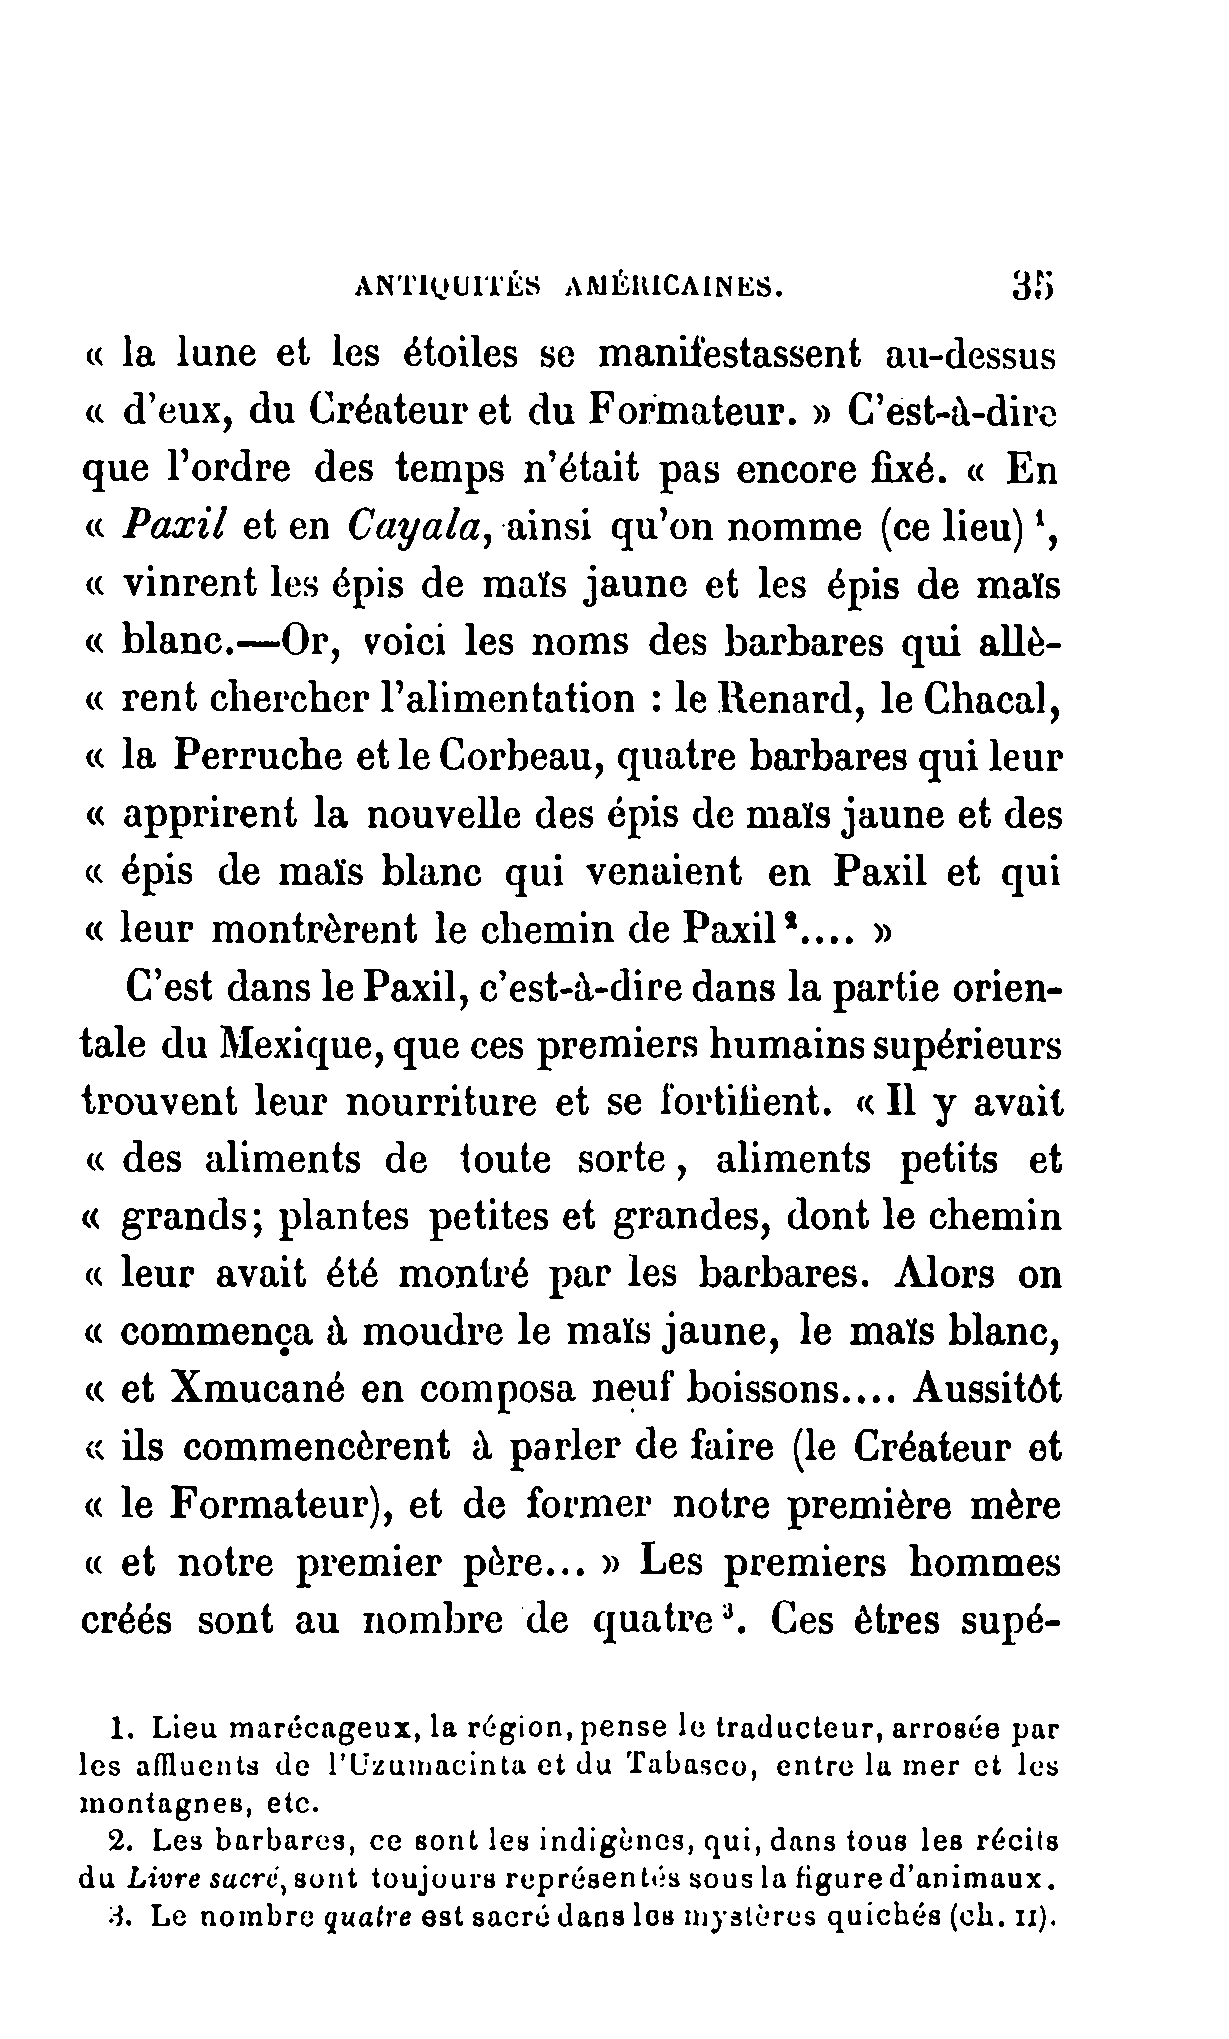 ANTIQUITÉS AMÉRICAINES. 35
« la lune et les étoiles se manifestassent au-dessus
« d'eux, du Créateur et du Formateur. » C'est-à-dire
que l'ordre des temps n'était pas encore fixé. « En
« Paxil et en Cayala, ainsi qu'on nomme (ce lieu) ¹,
« vinrent les épis de maïs jaune et les épis de maïs
« blanc.—Or, voici les noms des barbares qui allè-
« rent chercher l'alimentation : le Renard, le Chacal,
« la Perruche et le Corbeau, quatre barbares qui leur
« apprirent la nouvelle des épis de maïs jaune et des
« épis de maïs blanc qui venaient en Paxil et qui
« leur montrèrent le chemin de Paxil ².... »
C'est dans le Paxil, c'est-à-dire dans la partie orien-
tale du Mexique, que ces premiers humains supérieurs
trouvent leur nourriture et se fortifient. « Il y avait
« des aliments de toute sorte, aliments petits et
« grands; plantes petites et grandes, dont le chemin
« leur avait été montré par les barbares. Alors on
« commença à moudre le maïs jaune, le maïs blanc,
« et Xmucané en composa neuf boissons.... Aussitôt
« ils commencèrent à parler de faire (le Créateur et
« le Formateur), et de former notre première mère
« et notre premier père... » Les premiers hommes
créés sont au nombre de quatre ³. Ces êtres supé-
1. Lieu marécageux, la région, pense le traducteur, arrosée par
les affluents de l'Uzumacinta et du Tabasco, entre la mer et les
montagnes, etc.
2. Les barbares, ce sont les indigènes, qui, dans tous les récits
du Livre sacré, sont toujours représentés sous la figure d'animaux.
3. Le nombre quatre est sacré dans les mystères quichés (ch. II).